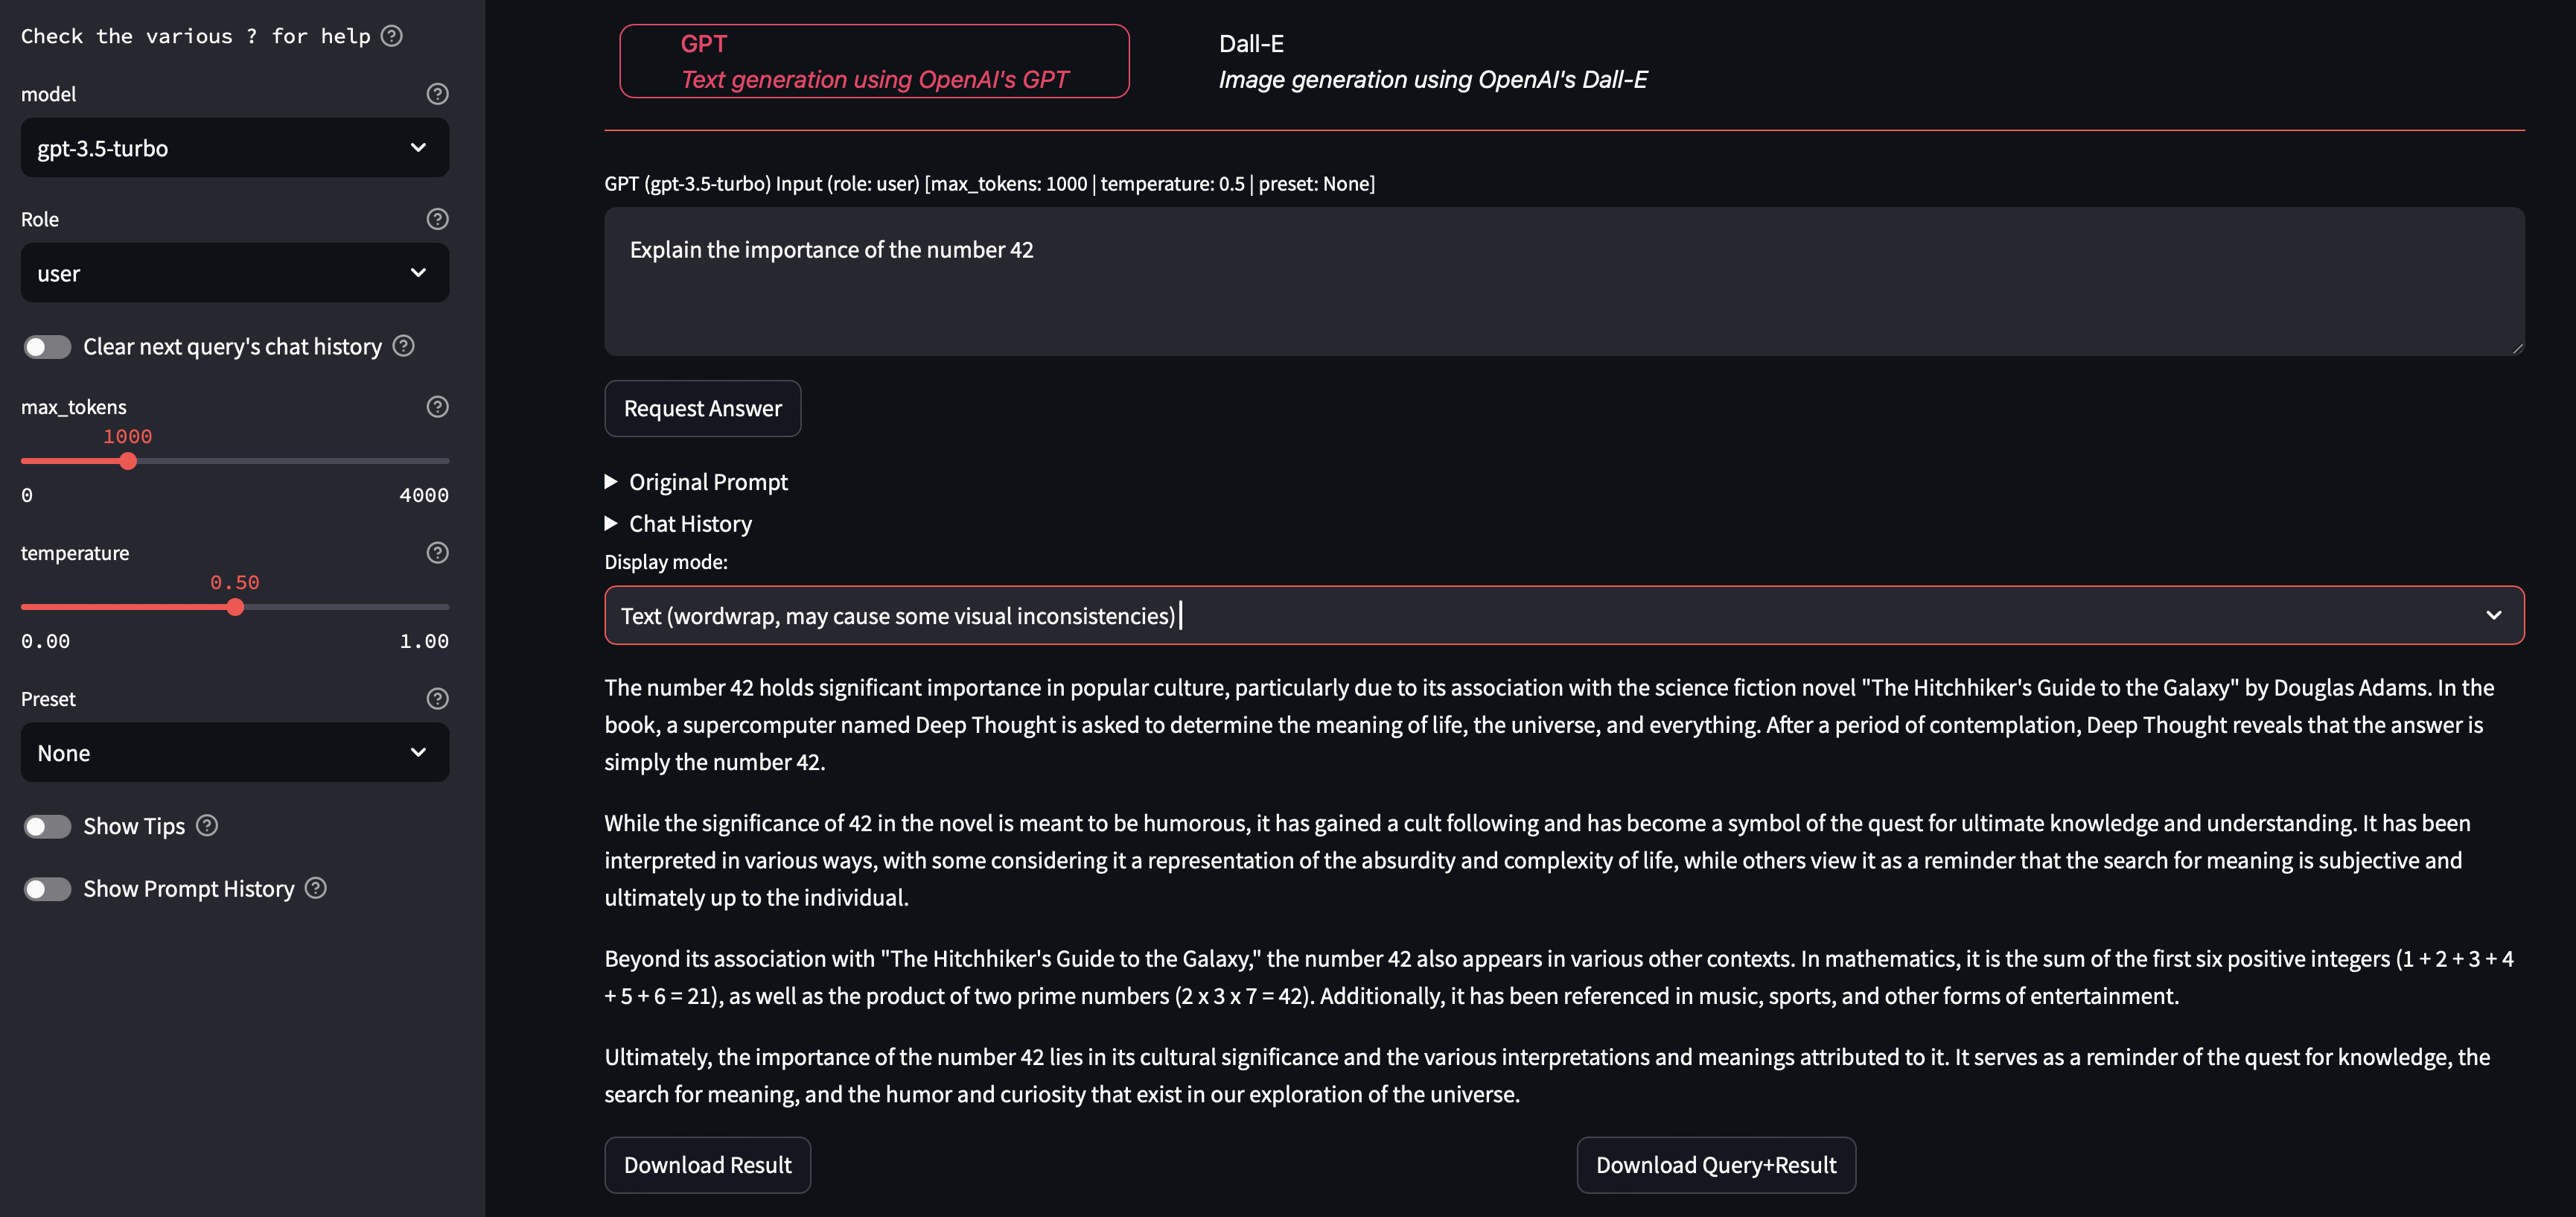 Check the various ? for help ?
model ?
gpt-3.5-turbo
Role ?
user
Clear next query's chat history ?
max_tokens ?
1000
0 4000
temperature ?
0.50
0.00 1.00
Preset ?
None
Show Tips ?
Show Prompt History ?
GPT
Text generation using OpenAI's GPT
Dall-E
Image generation using OpenAI's Dall-E
GPT (gpt-3.5-turbo) Input (role: user) [max_tokens: 1000 | temperature: 0.5 | preset: None]
Explain the importance of the number 42
Request Answer
Original Prompt
Chat History
Display mode:
Text (wordwrap, may cause some visual inconsistencies)
The number 42 holds significant importance in popular culture, particularly due to its association with the science fiction novel "The Hitchhiker's Guide to the Galaxy" by Douglas Adams. In the
book, a supercomputer named Deep Thought is asked to determine the meaning of life, the universe, and everything. After a period of contemplation, Deep Thought reveals that the answer is
simply the number 42.
While the significance of 42 in the novel is meant to be humorous, it has gained a cult following and has become a symbol of the quest for ultimate knowledge and understanding. It has been
interpreted in various ways, with some considering it a representation of the absurdity and complexity of life, while others view it as a reminder that the search for meaning is subjective and
ultimately up to the individual.
Beyond its association with "The Hitchhiker's Guide to the Galaxy," the number 42 also appears in various other contexts. In mathematics, it is the sum of the first six positive integers (1 + 2 + 3 + 4
+ 5 + 6 = 21), as well as the product of two prime numbers (2 x 3 x 7 = 42). Additionally, it has been referenced in music, sports, and other forms of entertainment.
Ultimately, the importance of the number 42 lies in its cultural significance and the various interpretations and meanings attributed to it. It serves as a reminder of the quest for knowledge, the
search for meaning, and the humor and curiosity that exist in our exploration of the universe.
Download Result
Download Query+Result